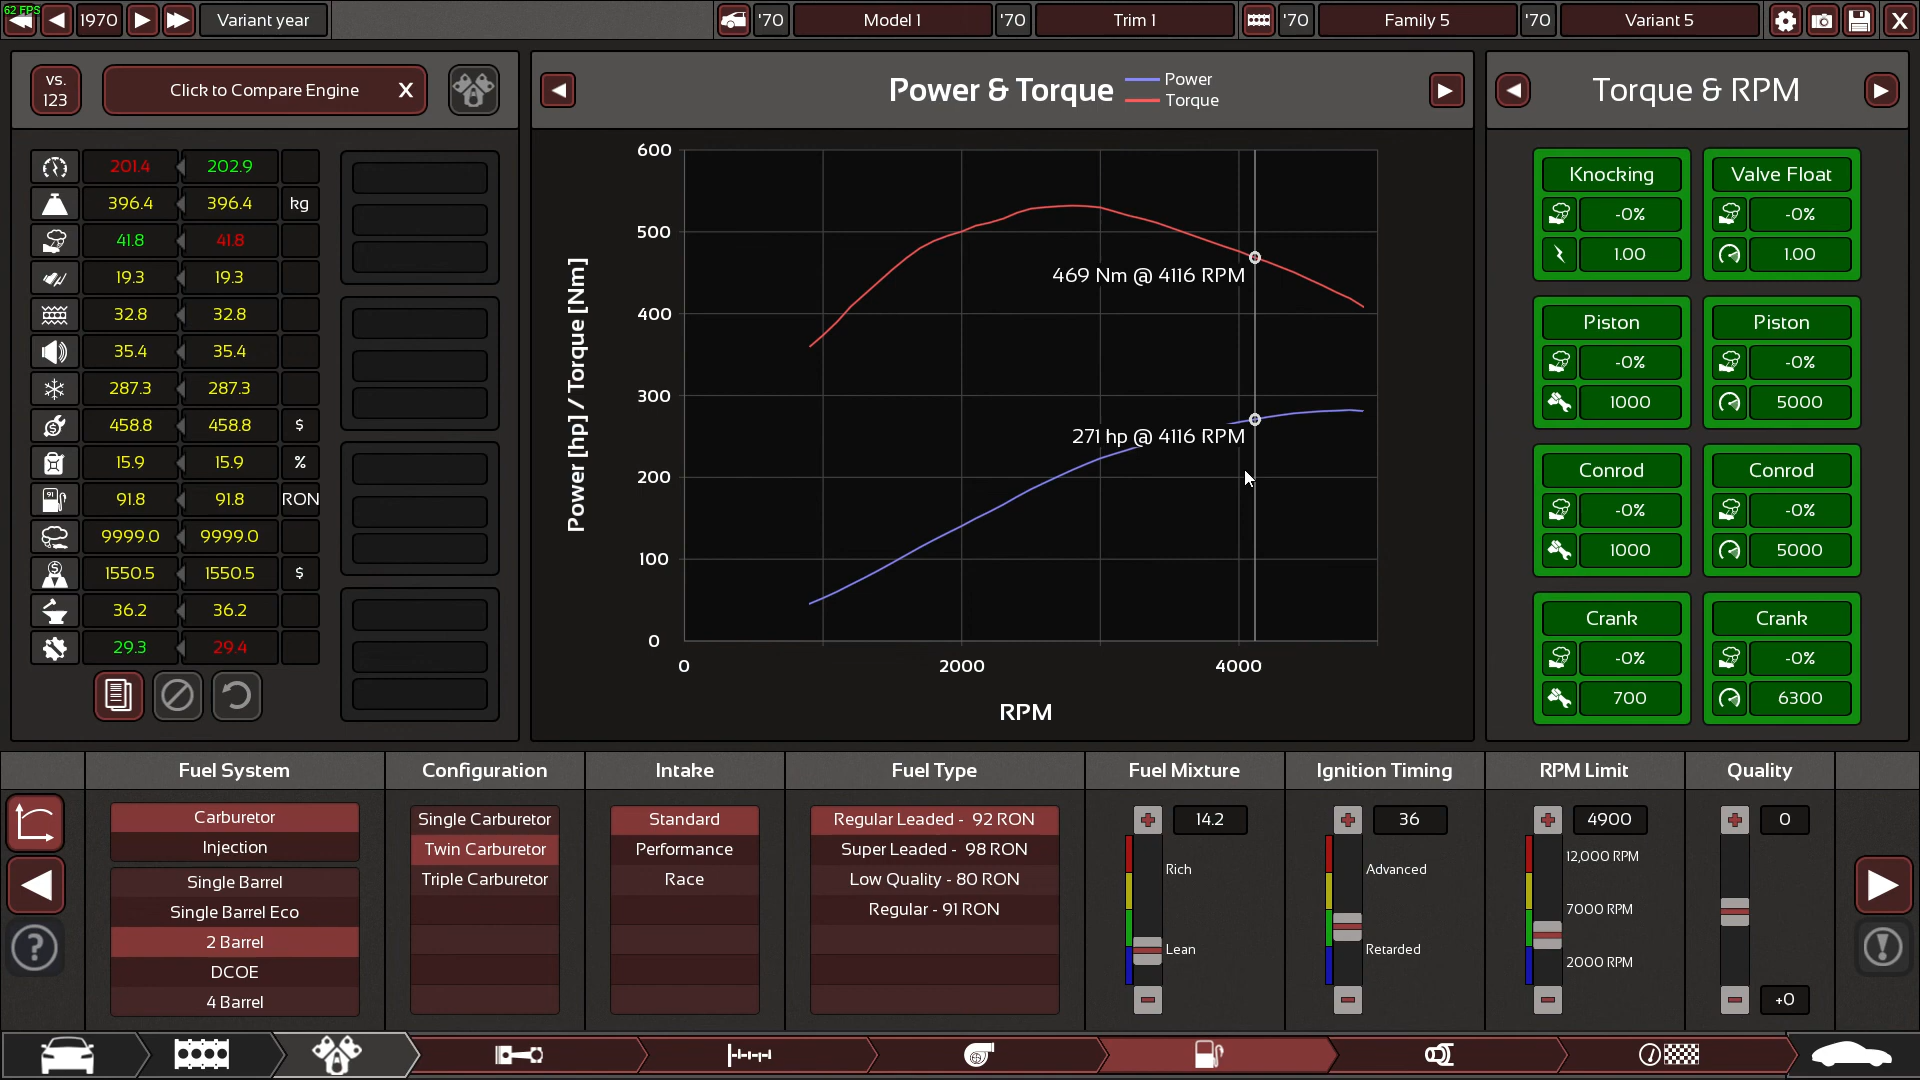 62 FPS
1970
Variant year
'70
Model 1
'70
Trim 1
'70
Family 5
'70
Variant 5
X
vs.
123
Click to Compare Engine
X
201.4 202.9
396.4 396.4 kg
41.8 41.8
19.3 19.3
32.8 32.8
35.4 35.4
287.3 287.3
458.8 458.8 $
15.9 15.9 %
91.8 91.8 RON
9999.0 9999.0
1550.5 1550.5 $
36.2 36.2
29.3 29.4
Power & Torque
Power
Torque
600
500
400
300
200
100
0
Power [hp] / Torque [Nm]
469 Nm @ 4116 RPM
271 hp @ 4116 RPM
0 2000 4000
RPM
Torque & RPM
Knocking
-0%
1.00
Valve Float
-0%
1.00
Piston
-0%
1000
Piston
-0%
5000
Conrod
-0%
1000
Conrod
-0%
5000
Crank
-0%
700
Crank
-0%
6300
Fuel System
Carburetor
Injection
Single Barrel
Single Barrel Eco
2 Barrel
DCOE
4 Barrel
Configuration
Single Carburetor
Twin Carburetor
Triple Carburetor
Intake
Standard
Performance
Race
Fuel Type
Regular Leaded - 92 RON
Super Leaded - 98 RON
Low Quality - 80 RON
Regular - 91 RON
Fuel Mixture
14.2
Rich
Lean
Ignition Timing
36
Advanced
Retarded
RPM Limit
4900
12,000 RPM
7000 RPM
2000 RPM
Quality
0
+0